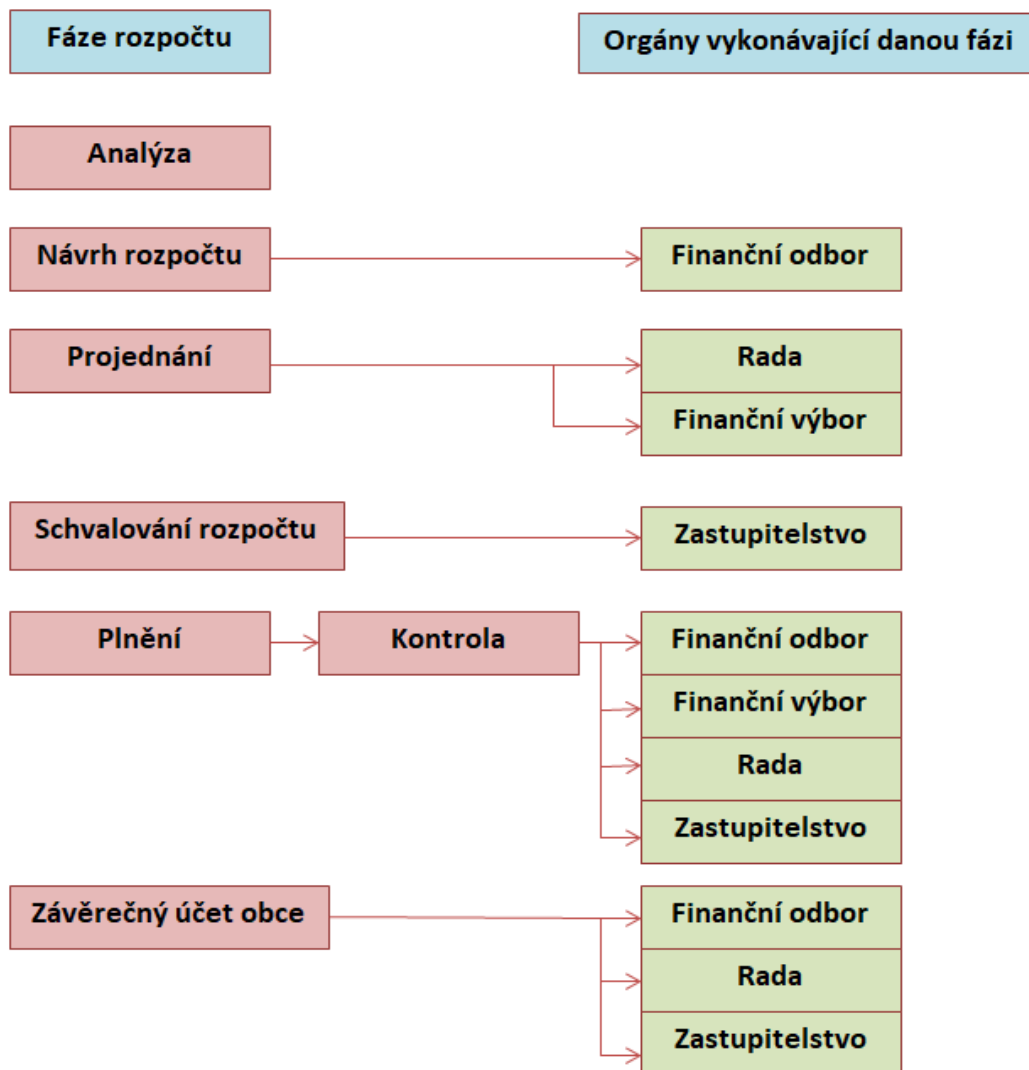 Fáze rozpočtu
Orgány vykonávající danou fázi
Analýza
Návrh rozpočtu
Finanční odbor
Projednání
Rada
Finanční výbor
Schvalování rozpočtu
Zastupitelstvo
Plnění
Kontrola
Finanční odbor
Finanční výbor
Rada
Zastupitelstvo
Závěrečný účet obce
Finanční odbor
Rada
Zastupitelstvo